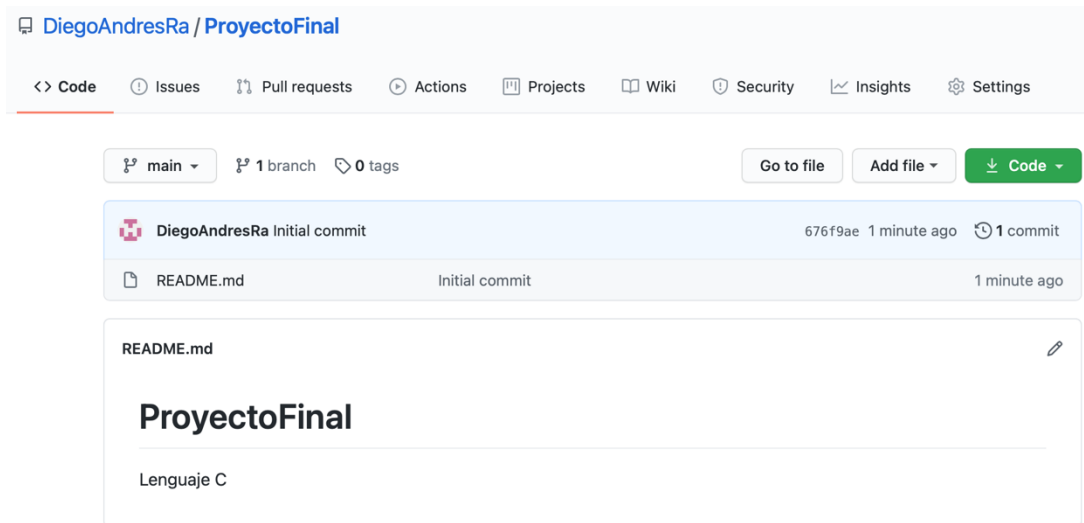 DiegoAndresRa / ProyectoFinal
Code Issues Pull requests Actions Projects Wiki Security Insights Settings
main 1 branch 0 tags Go to file Add file Code
DiegoAndresRa Initial commit 676f9ae 1 minute ago 1 commit
README.md Initial commit 1 minute ago
README.md
ProyectoFinal
Lenguaje C